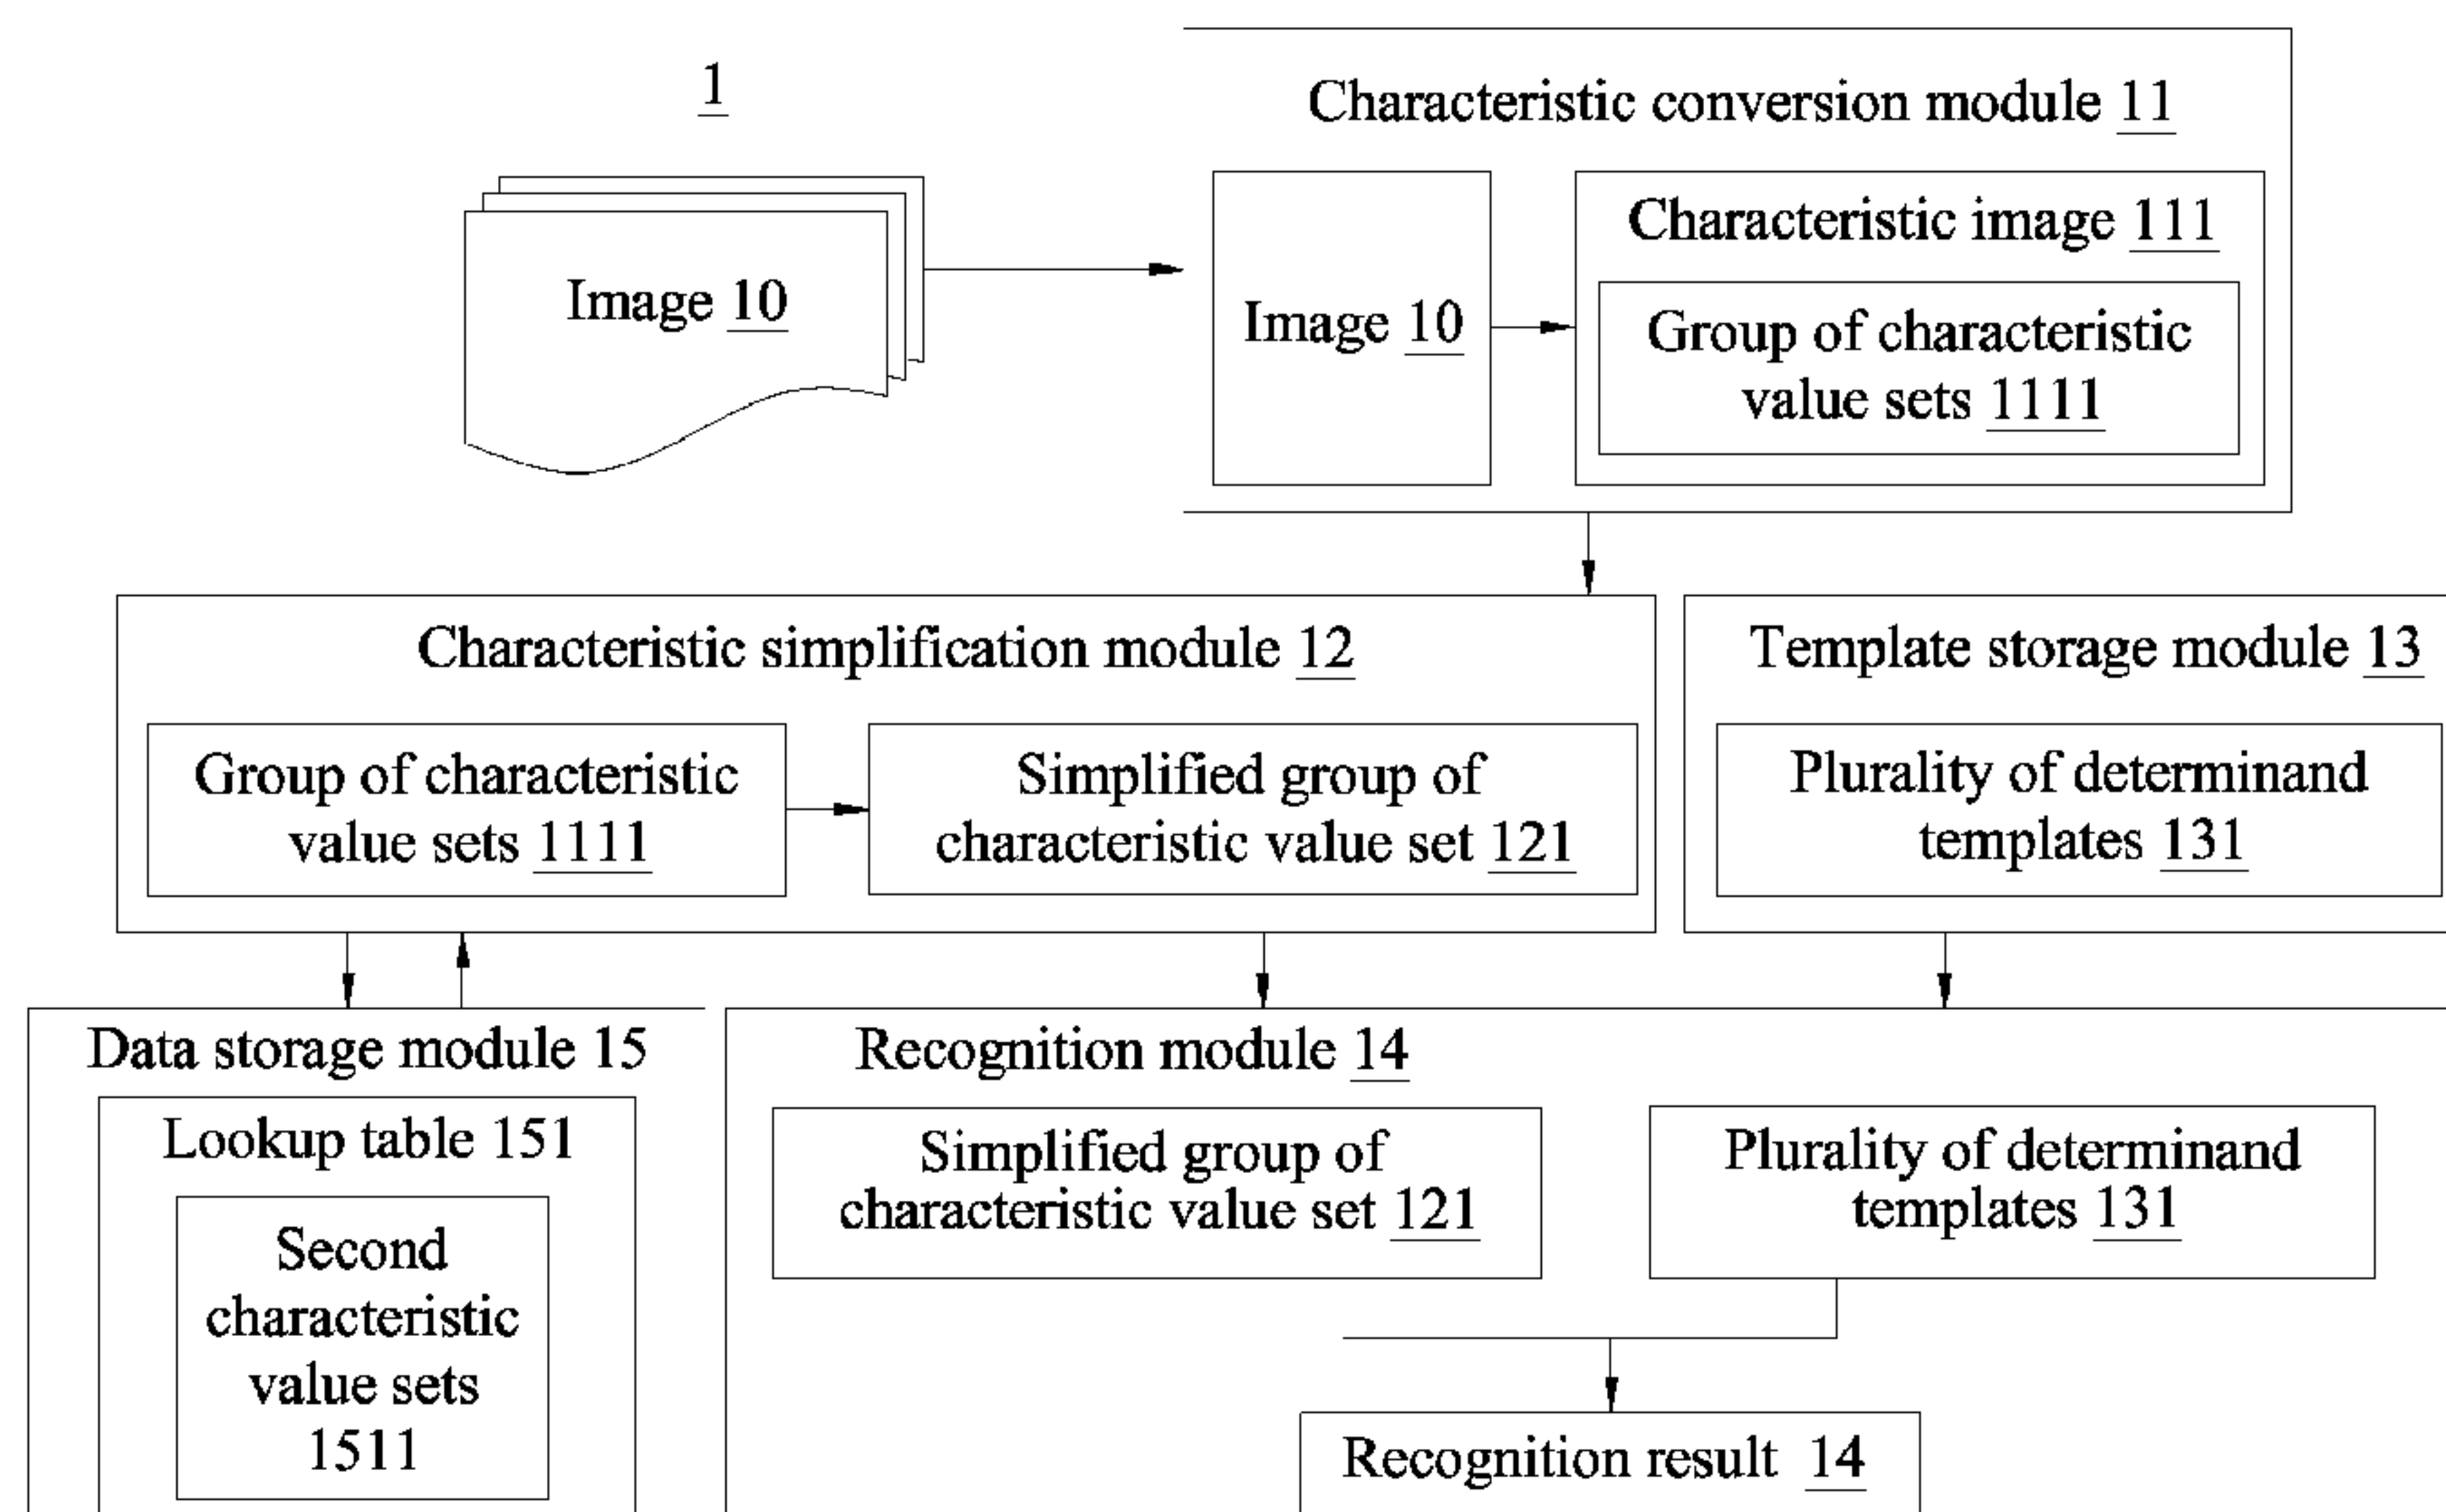 1
Characteristic conversion module 11
Image 10
Image 10
Characteristic image 111
Group of characteristic
value sets 1111
Characteristic simplification module 12
Group of characteristic
value sets 1111
Simplified group of
characteristic value set 121
Template storage module 13
Plurality of determinand
templates 131
Data storage module 15
Lookup table 151
Second
characteristic
value sets
1511
Recognition module 14
Simplified group of
characteristic value set 121
Plurality of determinand
templates 131
Recognition result 14